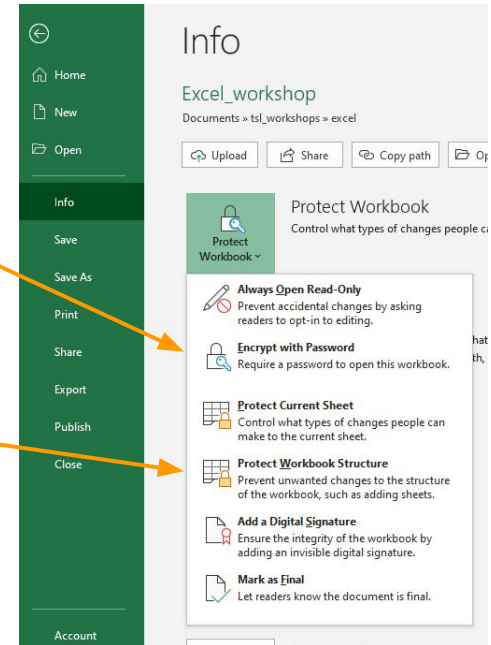 Info
Home
Excel_workshop
New
Documents » tsl_workshops » excel
Open
Upload
Share
Copy path
Info
Protect Workbook
Control what types of changes people
Save
Protect
Workbook
Save As
Always Open Read-Only
Prevent accidental changes by asking
readers to opt-in to editing.
Print
Encrypt with Password
Require a password to open this workbook.
Share
Export
Protect Current Sheet
Control what types of changes people can
make to the current sheet.
Publish
Protect Workbook Structure
Prevent unwanted changes to the structure
of the workbook, such as adding sheets.
Close
Add a Digital Signature
Ensure the integrity of the workbook by
adding an invisible digital signature.
Mark as Final
Let readers know the document is final.
Account